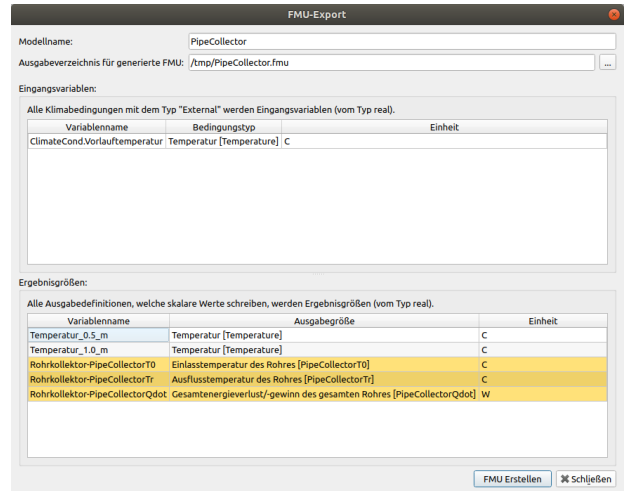 FMU-Export
Modellname: PipeCollector
Ausgabeverzeichnis für generierte FMU: /tmp/PipeCollector.fmu ...
Eingangsvariablen:
Alle Klimabedingungen mit dem Typ "External" werden Eingangsvariablen (vom Typ real).
Variablenname Bedingungstyp Einheit
ClimateCond.Vorlauftemperatur Temperatur [Temperature] C
Ergebnisgrößen:
Alle Ausgabedefinitionen, welche skalare Werte schreiben, werden Ergebnisgrößen (vom Typ real).
Variablenname Ausgabegröße Einheit
Temperatur_0.5_m Temperatur [Temperature] C
Temperatur_1.0_m Temperatur [Temperature] C
Rohrkollektor-PipeCollectorT0 Einlasstemperatur des Rohres [PipeCollectorT0] C
Rohrkollektor-PipeCollectorTr Ausflusstemperatur des Rohres [PipeCollectorTr] C
Rohrkollektor-PipeCollectorQdot Gesamtenergieverlust/-gewinn des gesamten Rohres [PipeCollectorQdot] W
FMU Erstellen Schließen